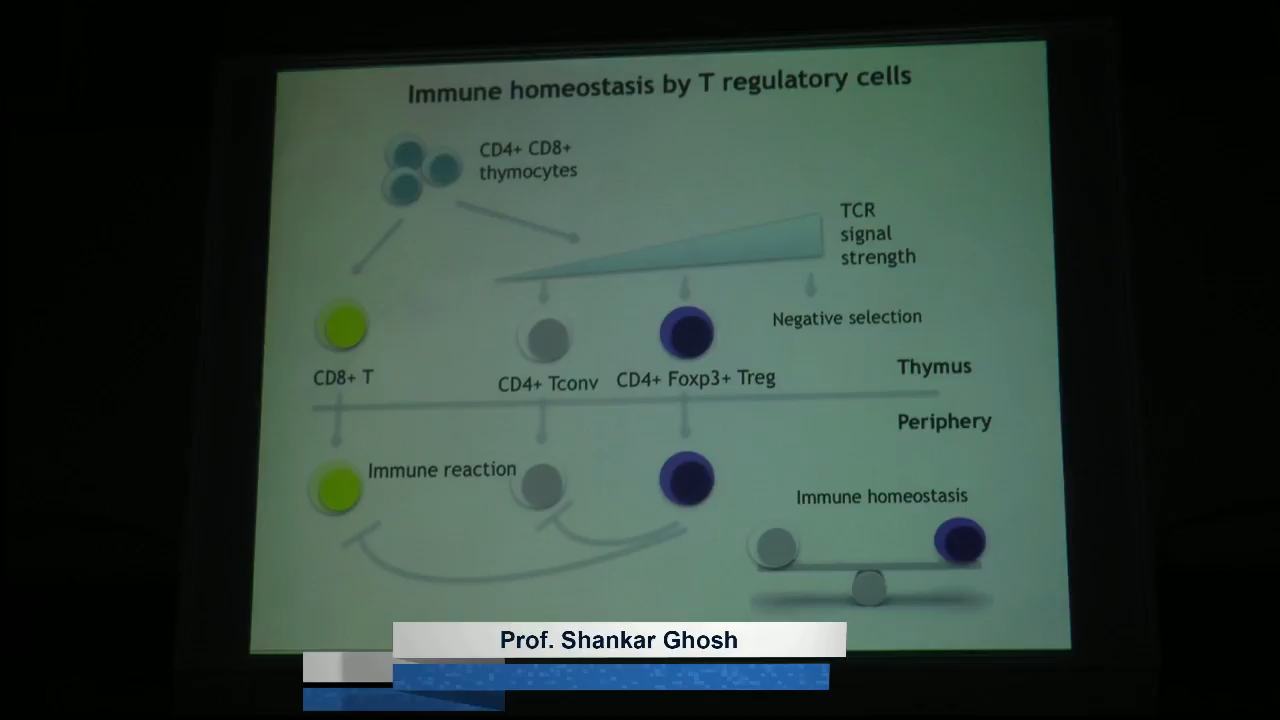 Immune homeostasis by T regulatory cells
CD4+ CD8+
thymocytes
TCR
signal
strength
Negative selection
CD8+ T
CD4+ Tconv
CD4+ Foxp3+ Treg
Thymus
Periphery
Immune reaction
Immune homeostasis
Prof. Shankar Ghosh